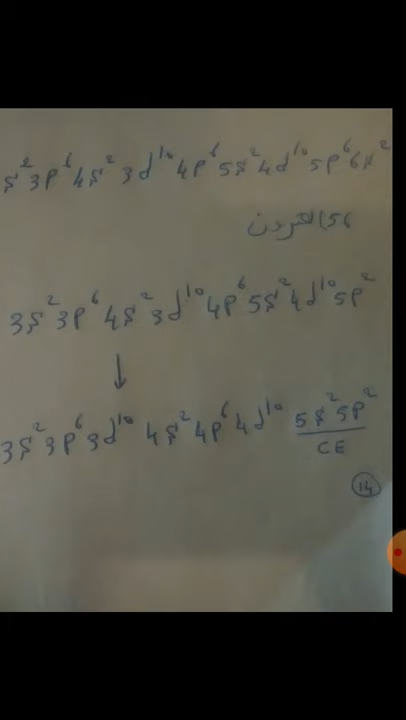 s² 3p⁶ 4s² 3d¹⁰ 4p⁶ 5s² 4d¹⁰ 5p⁶ 6s²
56)
3s² 3p⁶ 4s² 3d¹⁰ 4p⁶ 5s² 4d¹⁰ 5p²
↓
3s² 3p⁶ 3d¹⁰ 4s² 4p⁶ 4d¹⁰ 5s² 5p²
CE
14